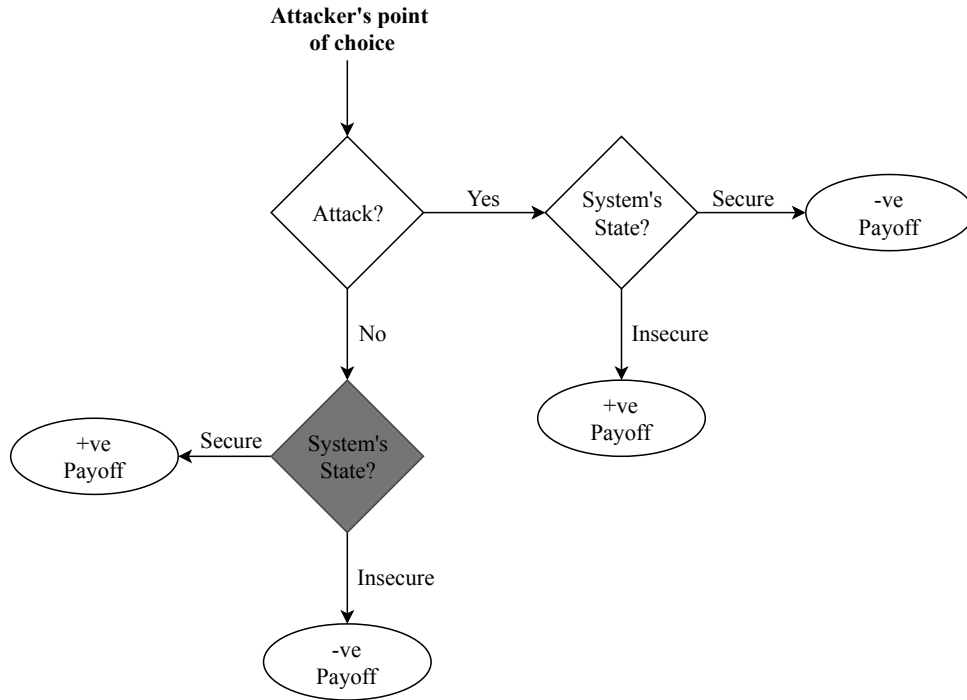 Attacker's point
of choice
Attack?
Yes
System's
State?
Secure
-ve
Payoff
Insecure
+ve
Payoff
No
System's
State?
Secure
+ve
Payoff
Insecure
-ve
Payoff